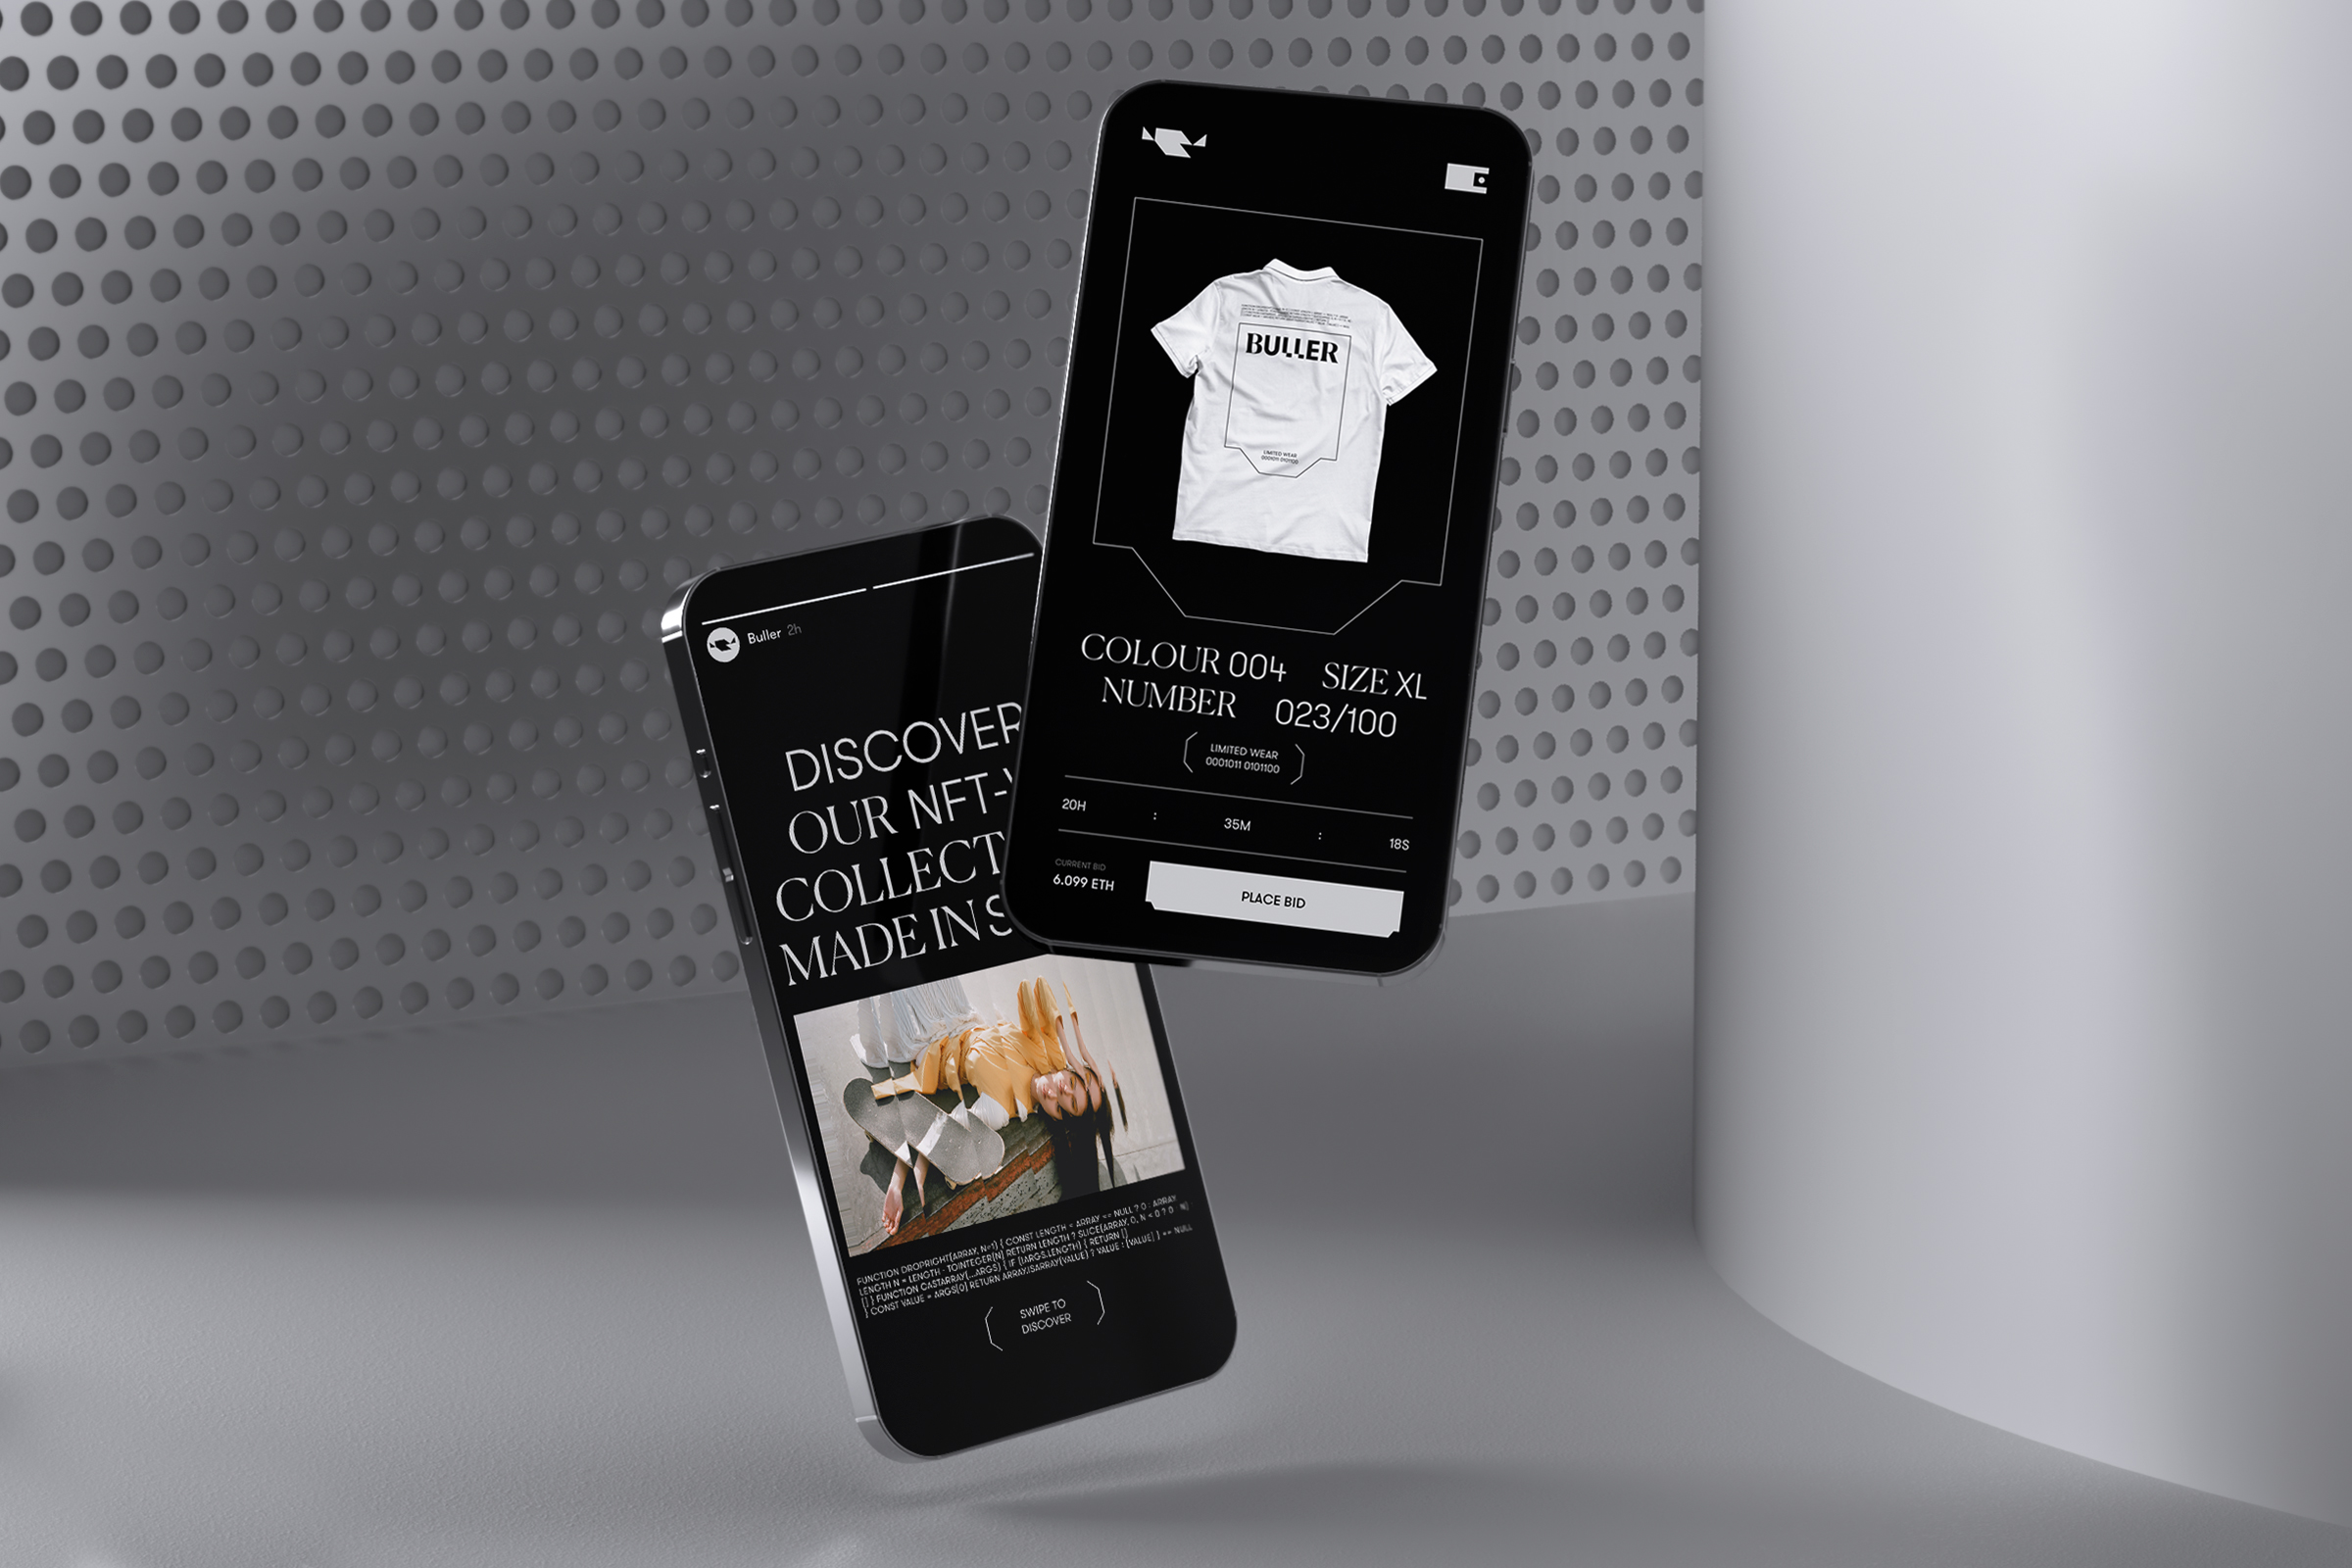 BULLER
LIMITED WEAR
0001011 0101100
COLOUR 004 SIZE XL
NUMBER 023/100
LIMITED WEAR
0001011 0101100
20H : 35M : 18S
CURRENT BID
6.099 ETH
PLACE BID
Buller 2h
DISCOVER
OUR NFT-
COLLECT
MADE IN S
FUNCTION DROPRIGHT(ARRAY, N=1) { CONST LENGTH = ARRAY == NULL ? 0 : ARRAY
LENGTH N = LENGTH - TOINTEGER(N) RETURN LENGTH ? SLICE(ARRAY, 0, N < 0 ? 0 N)
[] } FUNCTION CASTARRAY(...ARGS) { IF (!ARGS.LENGTH) { RETURN []
} CONST VALUE = ARGS[0] RETURN ARRAY.ISARRAY(VALUE) ? VALUE : [VALUE] } == NULL
SWIPE TO
DISCOVER